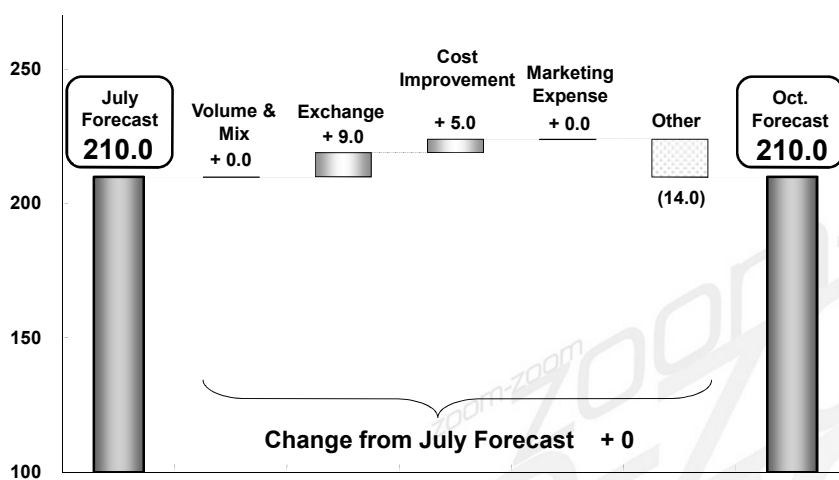 250
200
150
100
July
Forecast
210.0
Volume &
Mix
+ 0.0
Exchange
+ 9.0
Cost
Improvement
+ 5.0
Marketing
Expense
+ 0.0
Other
(14.0)
Oct.
Forecast
210.0
zoom-zoom
zoom
Change from July Forecast + 0